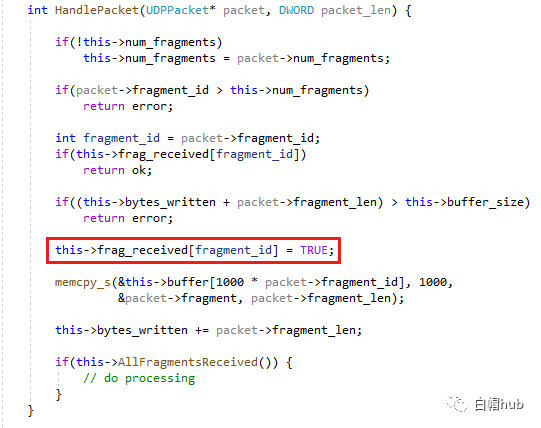 int HandlePacket(UDPPacket* packet, DWORD packet_len) {
if(!this->num_fragments)
this->num_fragments = packet->num_fragments;
if(packet->fragment_id > this->num_fragments)
return error;
int fragment_id = packet->fragment_id;
if(this->frag_received[fragment_id])
return ok;
if((this->bytes_written + packet->fragment_len) > this->buffer_size)
return error;
this->frag_received[fragment_id] = TRUE;
memcpy_s(&this->buffer[1000 * packet->fragment_id], 1000,
&packet->fragment, packet->fragment_len);
this->bytes_written += packet->fragment_len;
if(this->AllFragmentsReceived()) {
// do processing
}
}
白帽hub